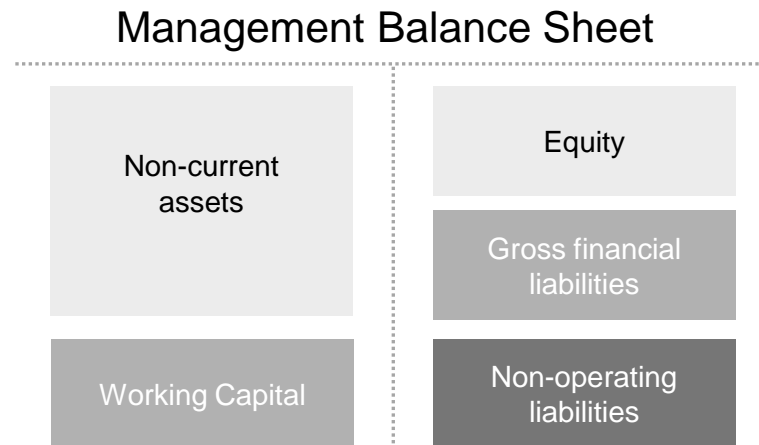 Management Balance Sheet
Non-current
assets
Working Capital
Equity
Gross financial
liabilities
Non-operating
liabilities